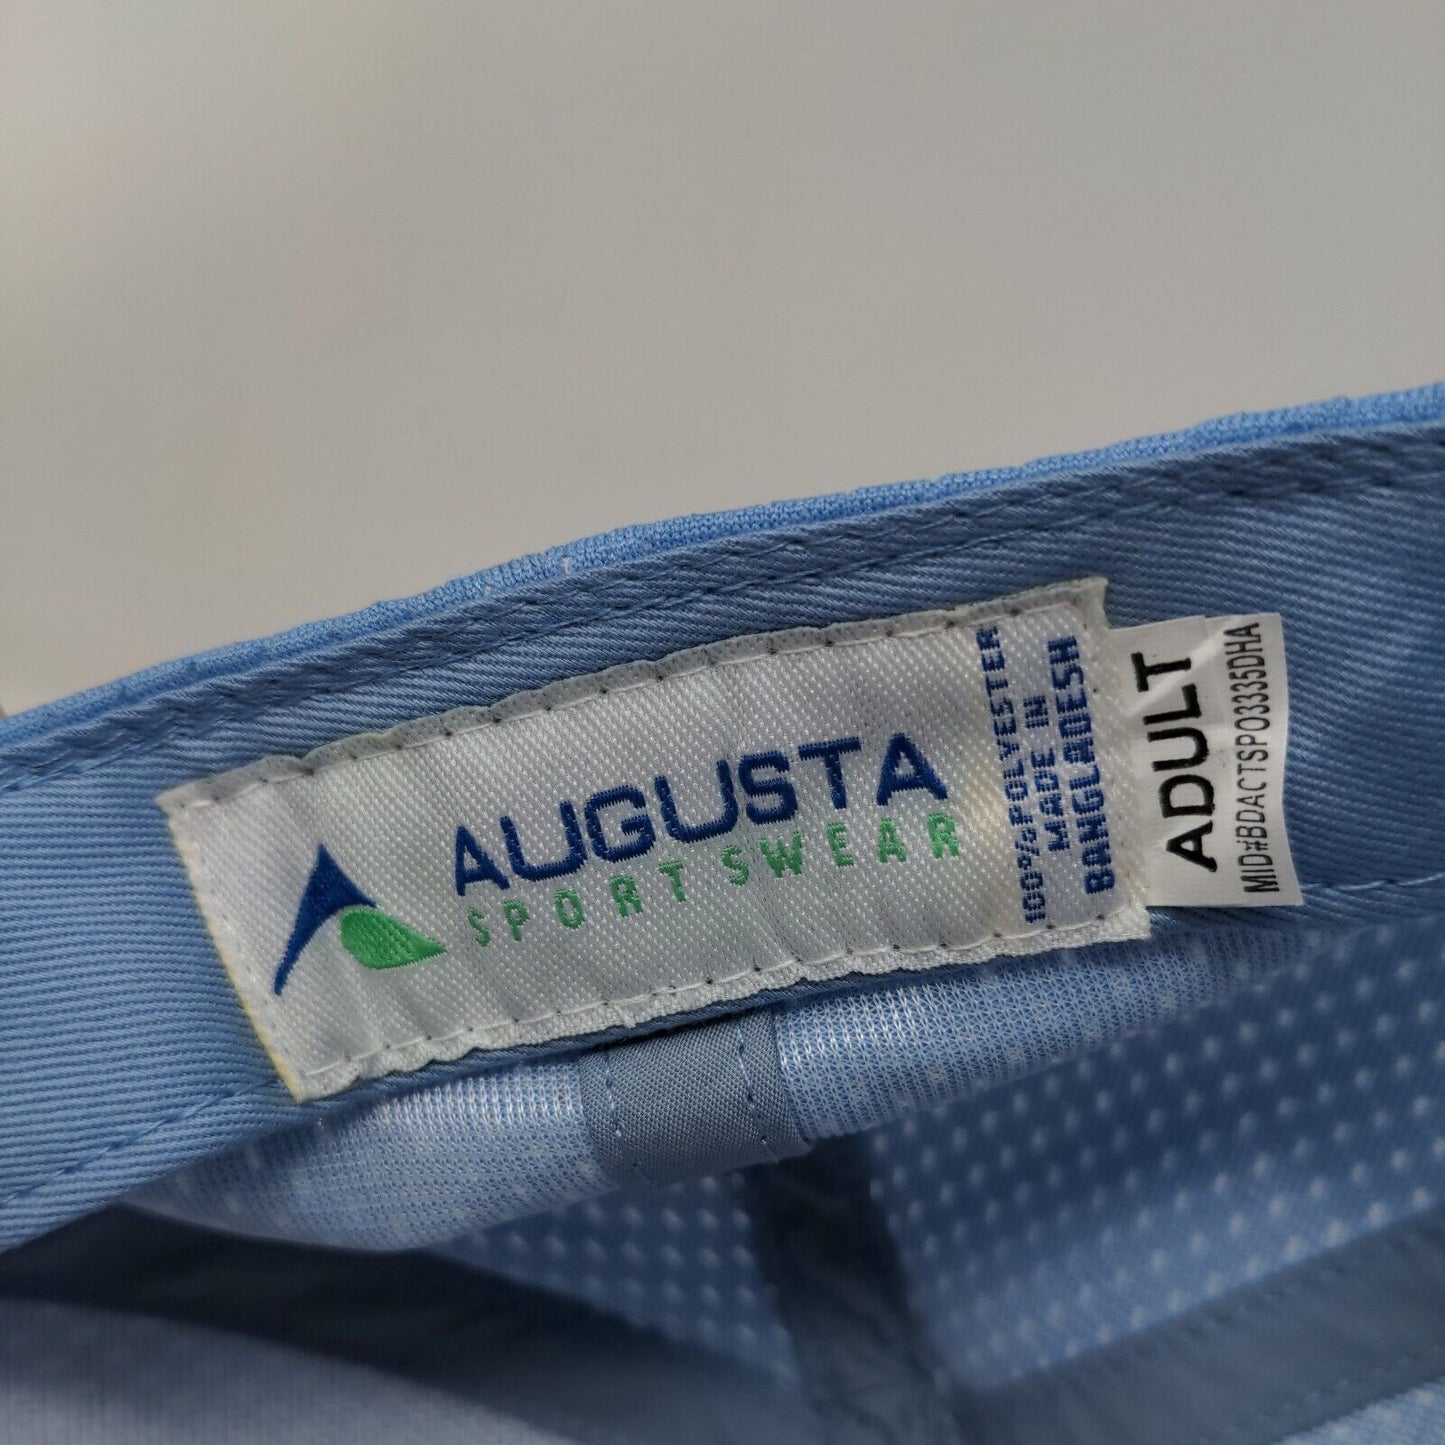 AUGUSTA
SPORTSWEAR
100% POLYESTER
MADE IN
BANGLADESH
ADULT
MID#BDACTSPO3335DHA